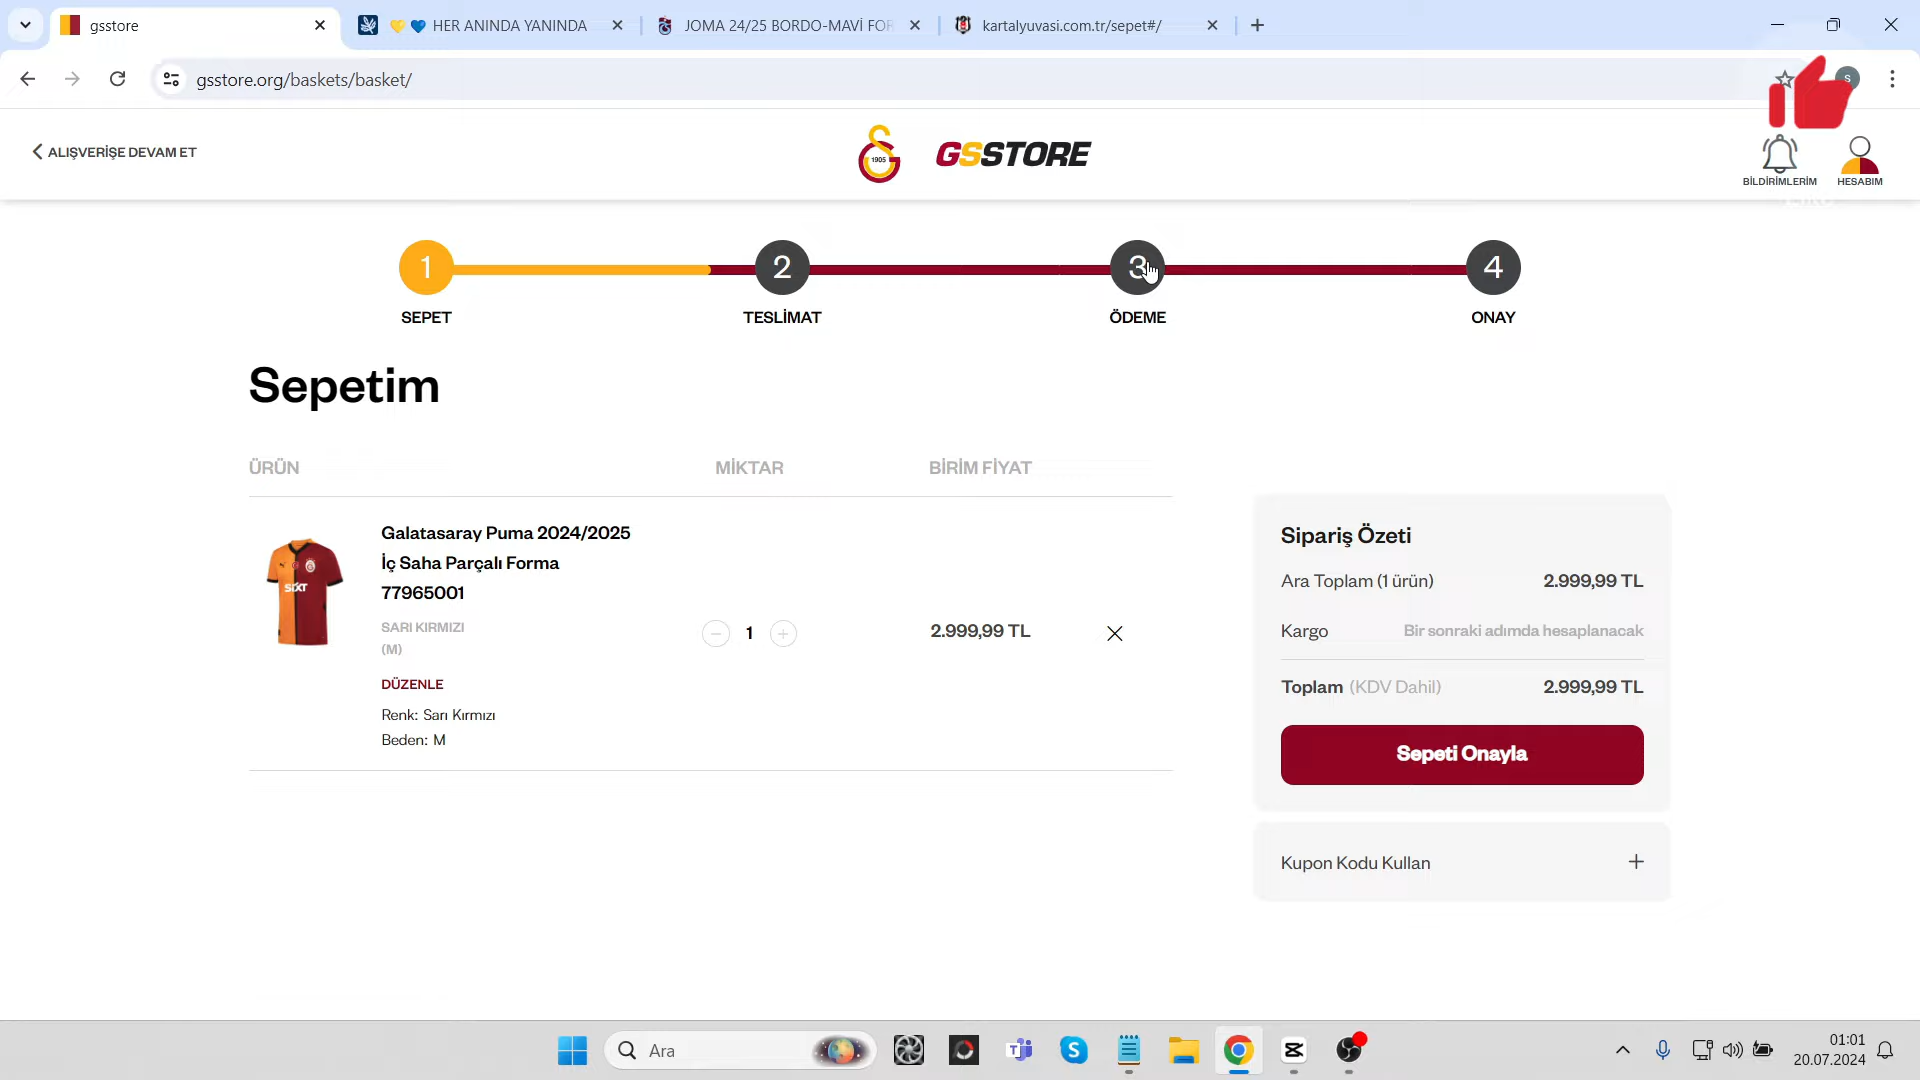 gsstore
💛 💙 HER ANINDA YANINDA
JOMA 24/25 BORDO-MAVİ FOR
kartalyuvasi.com.tr/sepet#/
gsstore.org/baskets/basket/
S
ALIŞVERİŞE DEVAM ET
1905
GSSTORE
BİLDİRİMLERİM
HESABIM
1
2
3
4
SEPET
TESLİMAT
ÖDEME
ONAY
Sepetim
ÜRÜN
MİKTAR
BİRİM FİYAT
Galatasaray Puma 2024/2025
İç Saha Parçalı Forma
77965001
SIXT
SARI KIRMIZI
(M)
1
2.999,99 TL
DÜZENLE
Renk: Sarı Kırmızı
Beden: M
Sipariş Özeti
Ara Toplam (1 ürün) 2.999,99 TL
Kargo Bir sonraki adımda hesaplanacak
Toplam (KDV Dahil) 2.999,99 TL
Sepeti Onayla
Kupon Kodu Kullan
Ara
01:01
20.07.2024